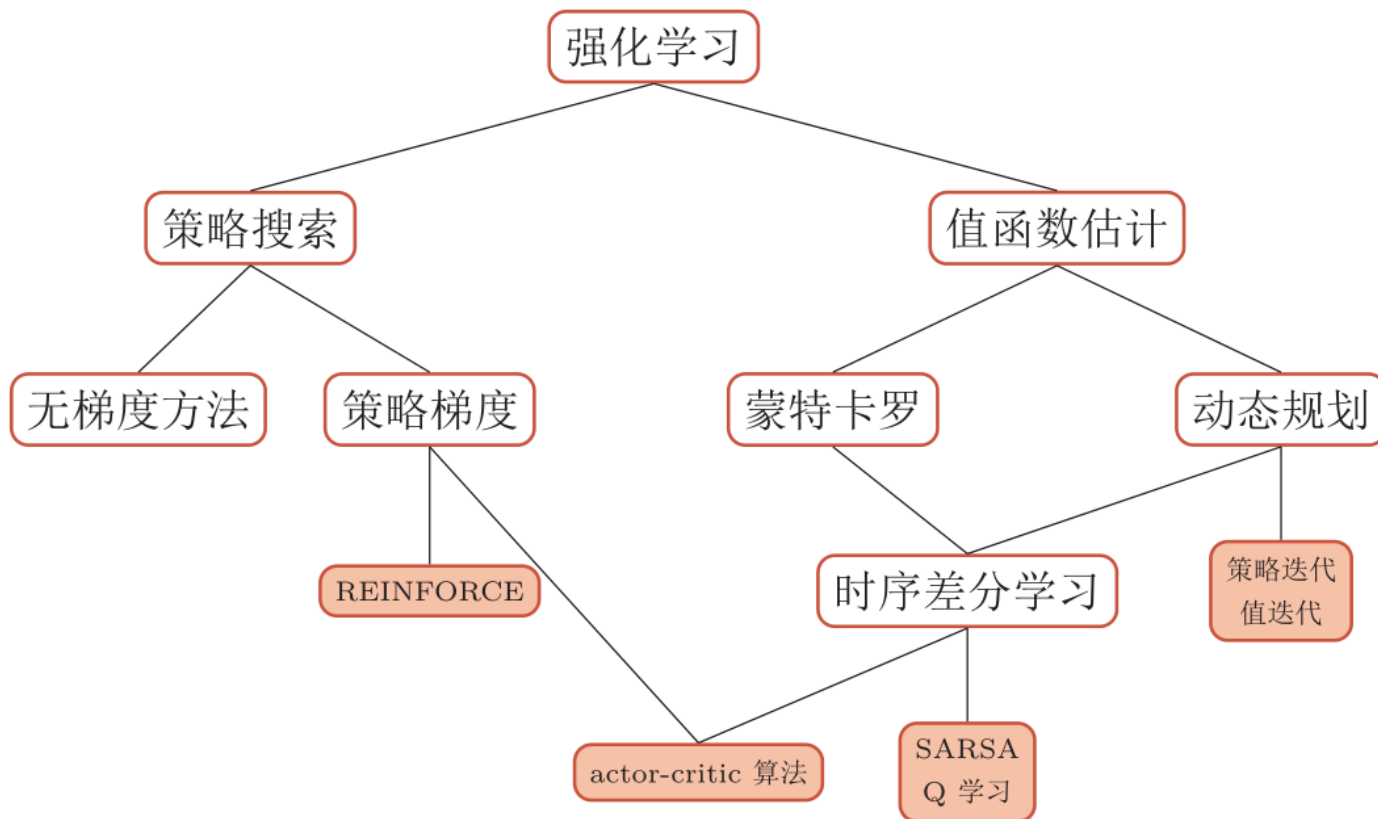 强化学习
策略搜索
值函数估计
无梯度方法
策略梯度
蒙特卡罗
动态规划
REINFORCE
时序差分学习
策略迭代
值迭代
actor-critic 算法
SARSA
Q 学习